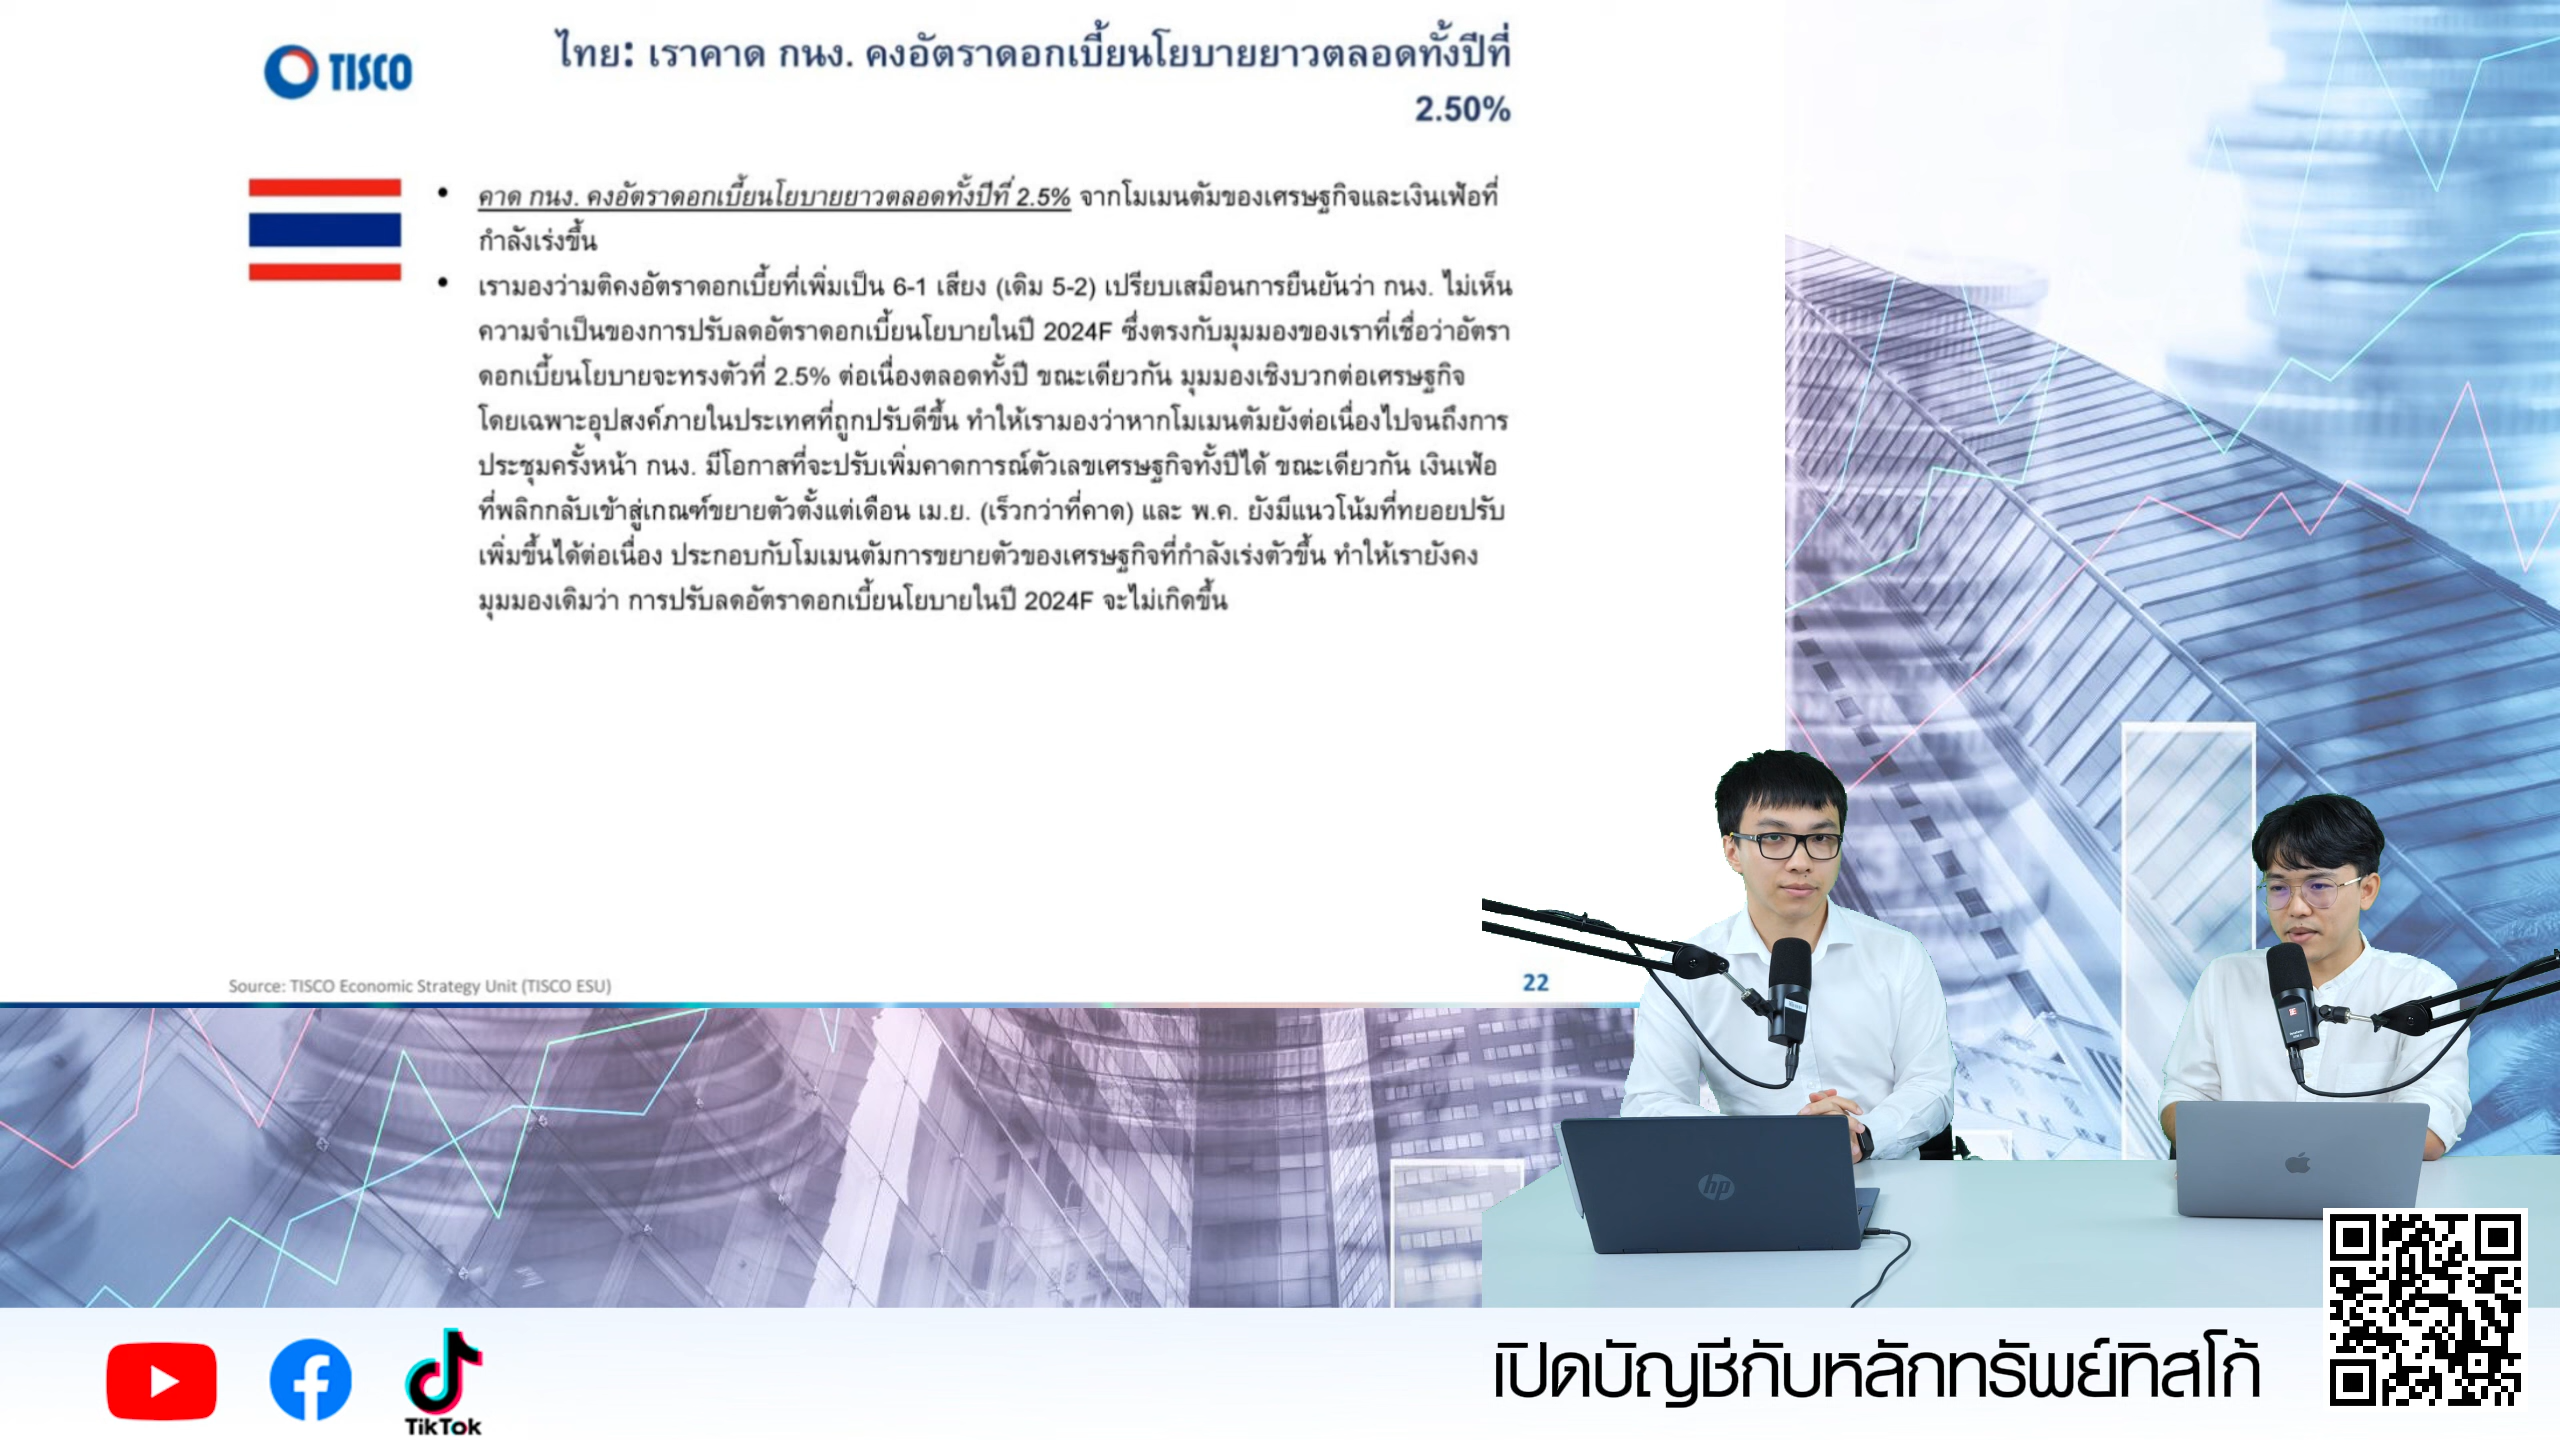 TISCO
ไทย: เราคาด กนง. คงอัตราดอกเบี้ยนโยบายยาวตลอดทั้งปีที่
2.50%
• คาด กนง. คงอัตราดอกเบี้ยนโยบายยาวตลอดทั้งปีที่ 2.5% จากโมเมนตัมของเศรษฐกิจและเงินเฟ้อที่
กำลังเร่งขึ้น
• เรามองว่ามติคงอัตราดอกเบี้ยที่เพิ่มเป็น 6-1 เสียง (เดิม 5-2) เปรียบเสมือนการยืนยันว่า กนง. ไม่เห็น
ความจำเป็นของการปรับลดอัตราดอกเบี้ยนโยบายในปี 2024F ซึ่งตรงกับมุมมองของเราที่เชื่อว่าอัตรา
ดอกเบี้ยนโยบายจะทรงตัวที่ 2.5% ต่อเนื่องตลอดทั้งปี ขณะเดียวกัน มุมมองเชิงบวกต่อเศรษฐกิจ
โดยเฉพาะอุปสงค์ภายในประเทศที่ถูกปรับดีขึ้น ทำให้เรามองว่าหากโมเมนตัมยังต่อเนื่องไปจนถึงการ
ประชุมครั้งหน้า กนง. มีโอกาสที่จะปรับเพิ่มคาดการณ์ตัวเลขเศรษฐกิจทั้งปีได้ ขณะเดียวกัน เงินเฟ้อ
ที่พลิกกลับเข้าสู่เกณฑ์ขยายตัวตั้งแต่เดือน เม.ย. (เร็วกว่าที่คาด) และ พ.ค. ยังมีแนวโน้มที่ทยอยปรับ
เพิ่มขึ้นได้ต่อเนื่อง ประกอบกับโมเมนตัมการขยายตัวของเศรษฐกิจที่กำลังเร่งตัวขึ้น ทำให้เรายังคง
มุมมองเดิมว่า การปรับลดอัตราดอกเบี้ยนโยบายในปี 2024F จะไม่เกิดขึ้น
Source: TISCO Economic Strategy Unit (TISCO ESU)
22
hp
TikTok
เปิดบัญชีกับหลักทรัพย์ทิสโก้